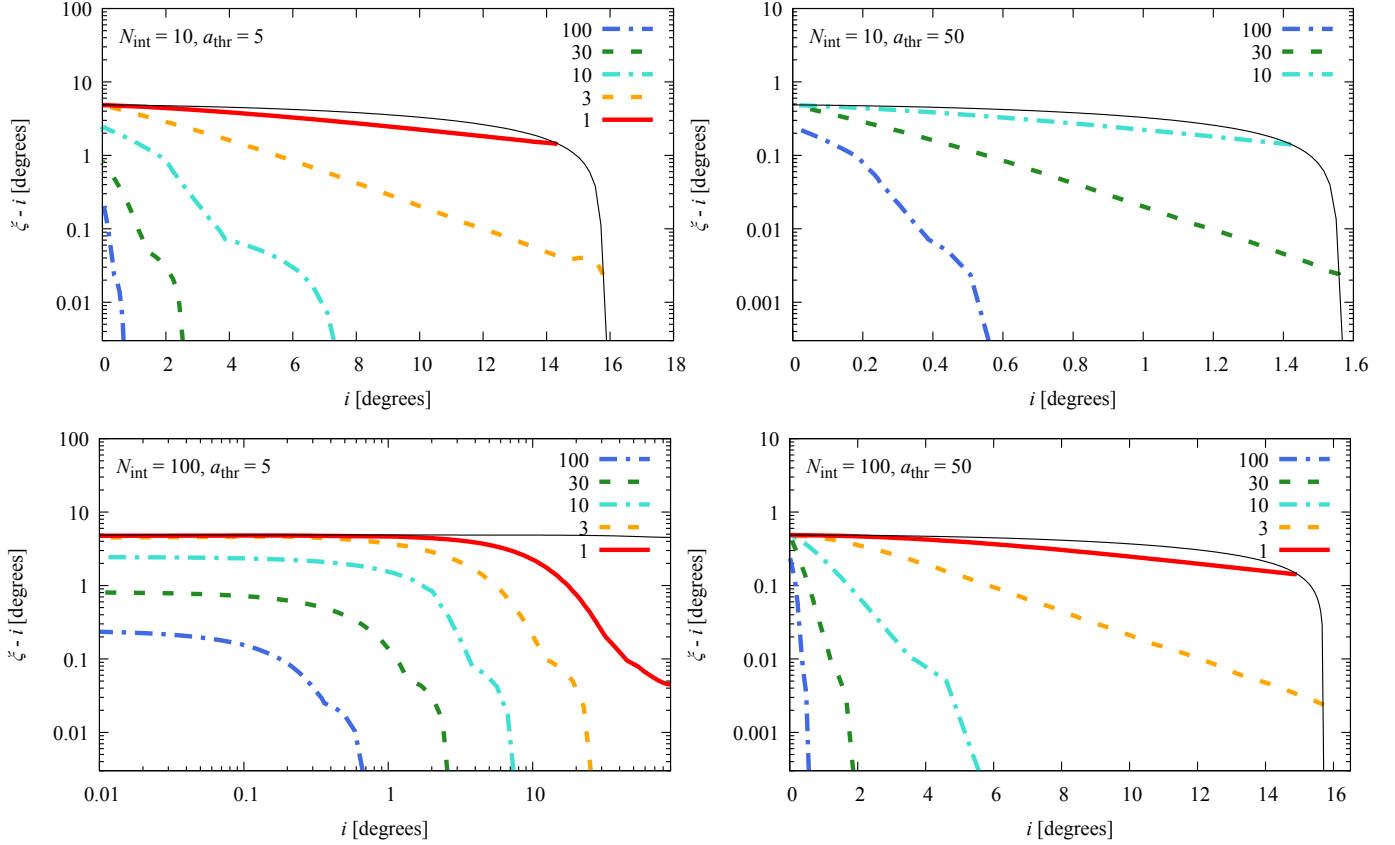 N_int = 10, a_thr = 5
100
30
10
3
1
100
10
1
0.1
0.01
ξ - i [degrees]
0 2 4 6 8 10 12 14 16 18
i [degrees]
N_int = 10, a_thr = 50
100
30
10
10
1
0.1
0.01
0.001
ξ - i [degrees]
0 0.2 0.4 0.6 0.8 1 1.2 1.4 1.6
i [degrees]
N_int = 100, a_thr = 5
100
30
10
3
1
100
10
1
0.1
0.01
ξ - i [degrees]
0.01 0.1 1 10
i [degrees]
N_int = 100, a_thr = 50
100
30
10
3
1
10
1
0.1
0.01
0.001
ξ - i [degrees]
0 2 4 6 8 10 12 14 16
i [degrees]